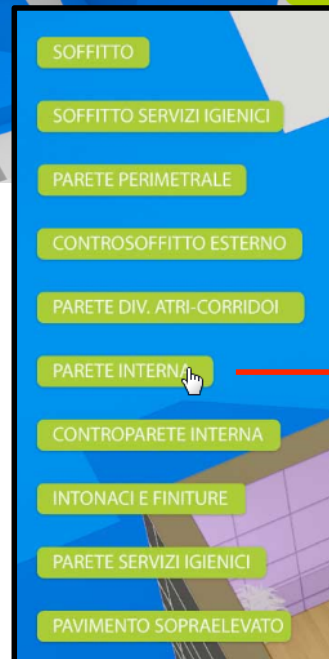 SOFFITTO
SOFFITTO SERVIZI IGIENICI
PARETE PERIMETRALE
CONTROSOFFITTO ESTERNO
PARETE DIV. ATRI-CORRIDOI
PARETE INTERNA
CONTROPARETE INTERNA
INTONACI E FINITURE
PARETE SERVIZI IGIENICI
PAVIMENTO SOPRAELEVATO